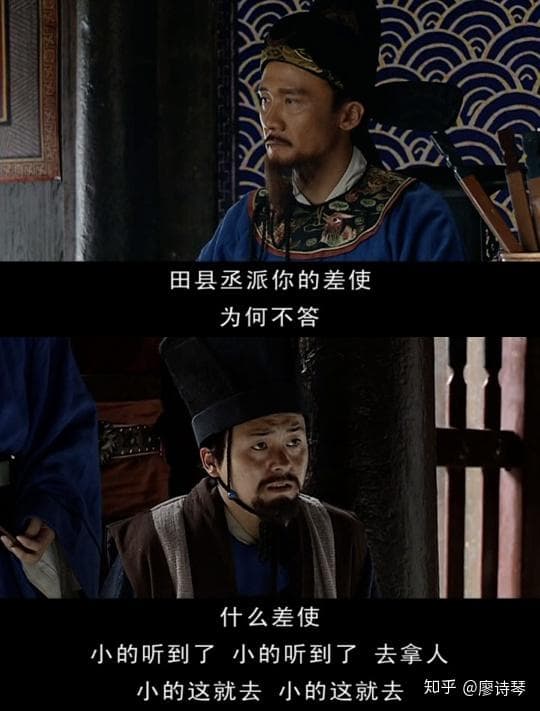 田县丞派你的差使
为何不答
什么差使
小的听到了 小的听到了 去拿人
小的这就去 小的这就去
知乎 @廖诗琴